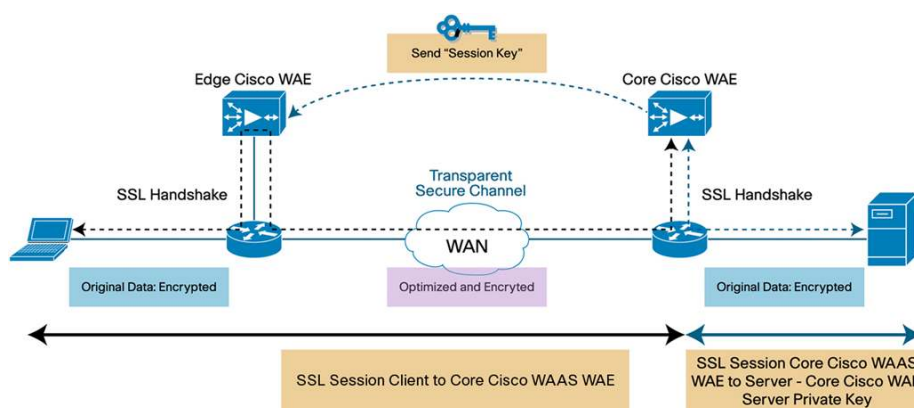 Send "Session Key"
Edge Cisco WAE
Core Cisco WAE
SSL Handshake
Transparent
Secure Channel
SSL Handshake
WAN
Original Data: Encrypted
Optimized and Encryted
Original Data: Encrypted
SSL Session Client to Core Cisco WAAS WAE
SSL Session Core Cisco WAAS
WAE to Server - Core Cisco WAE
Server Private Key